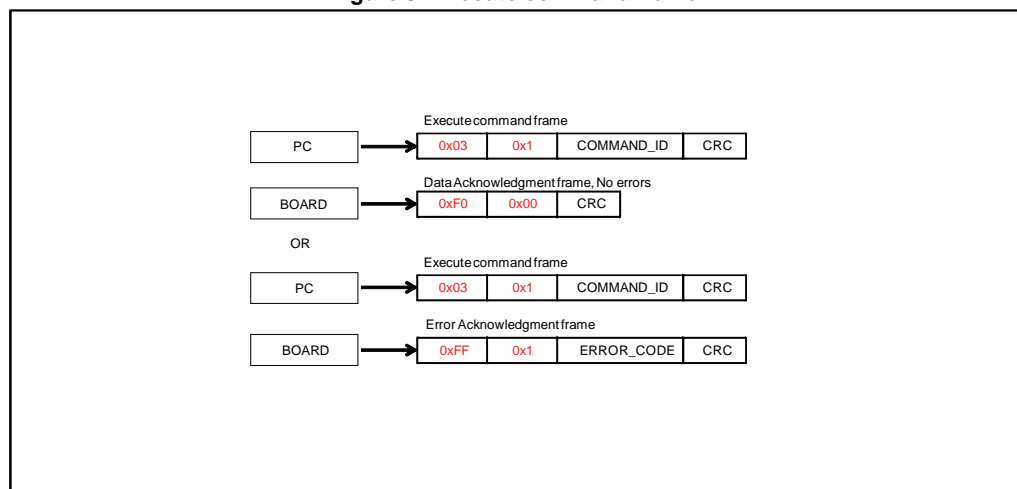 Execute command frame
PC 0x03 0x1 COMMAND_ID CRC
Data Acknowledgment frame, No errors
BOARD 0xF0 0x00 CRC
OR
Execute command frame
PC 0x03 0x1 COMMAND_ID CRC
Error Acknowledgment frame
BOARD 0xFF 0x1 ERROR_CODE CRC